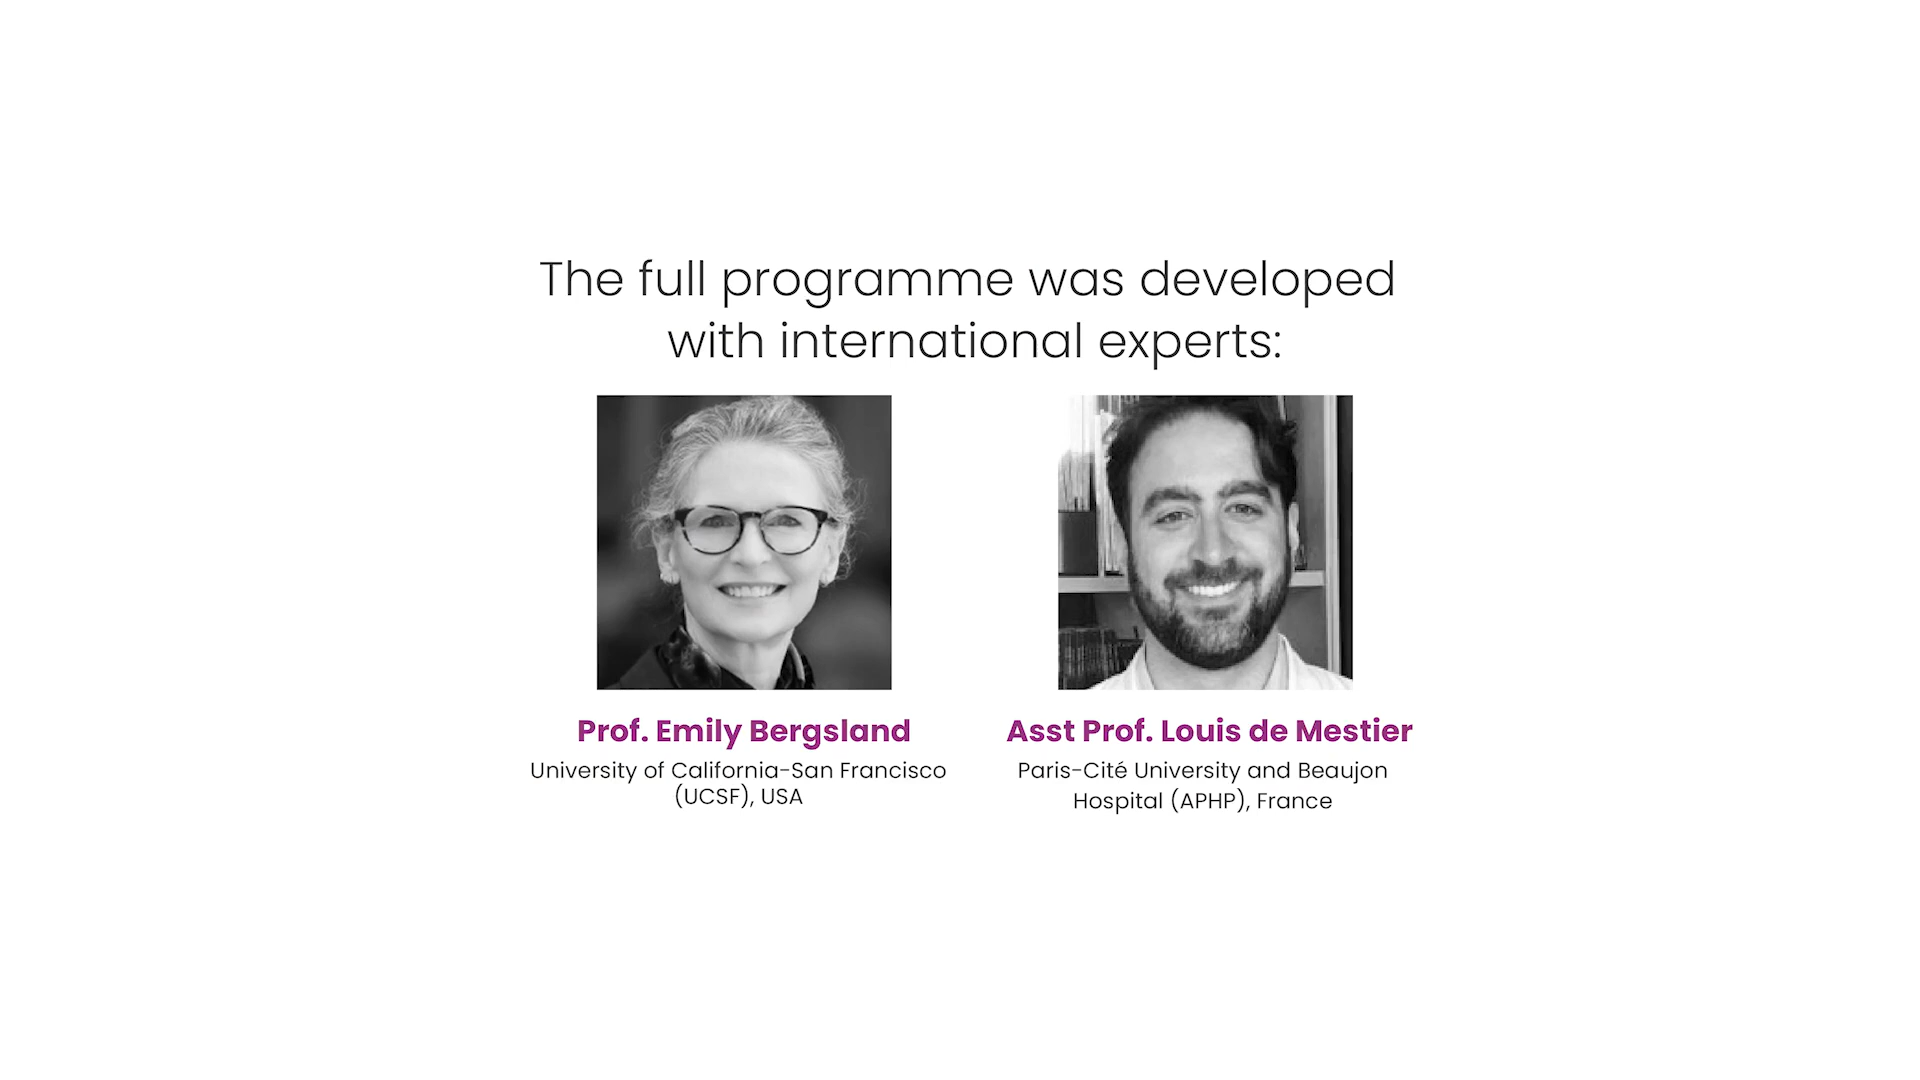 The full programme was developed
with international experts:
Prof. Emily Bergsland
University of California-San Francisco
(UCSF), USA
Asst Prof. Louis de Mestier
Paris-Cité University and Beaujon
Hospital (APHP), France